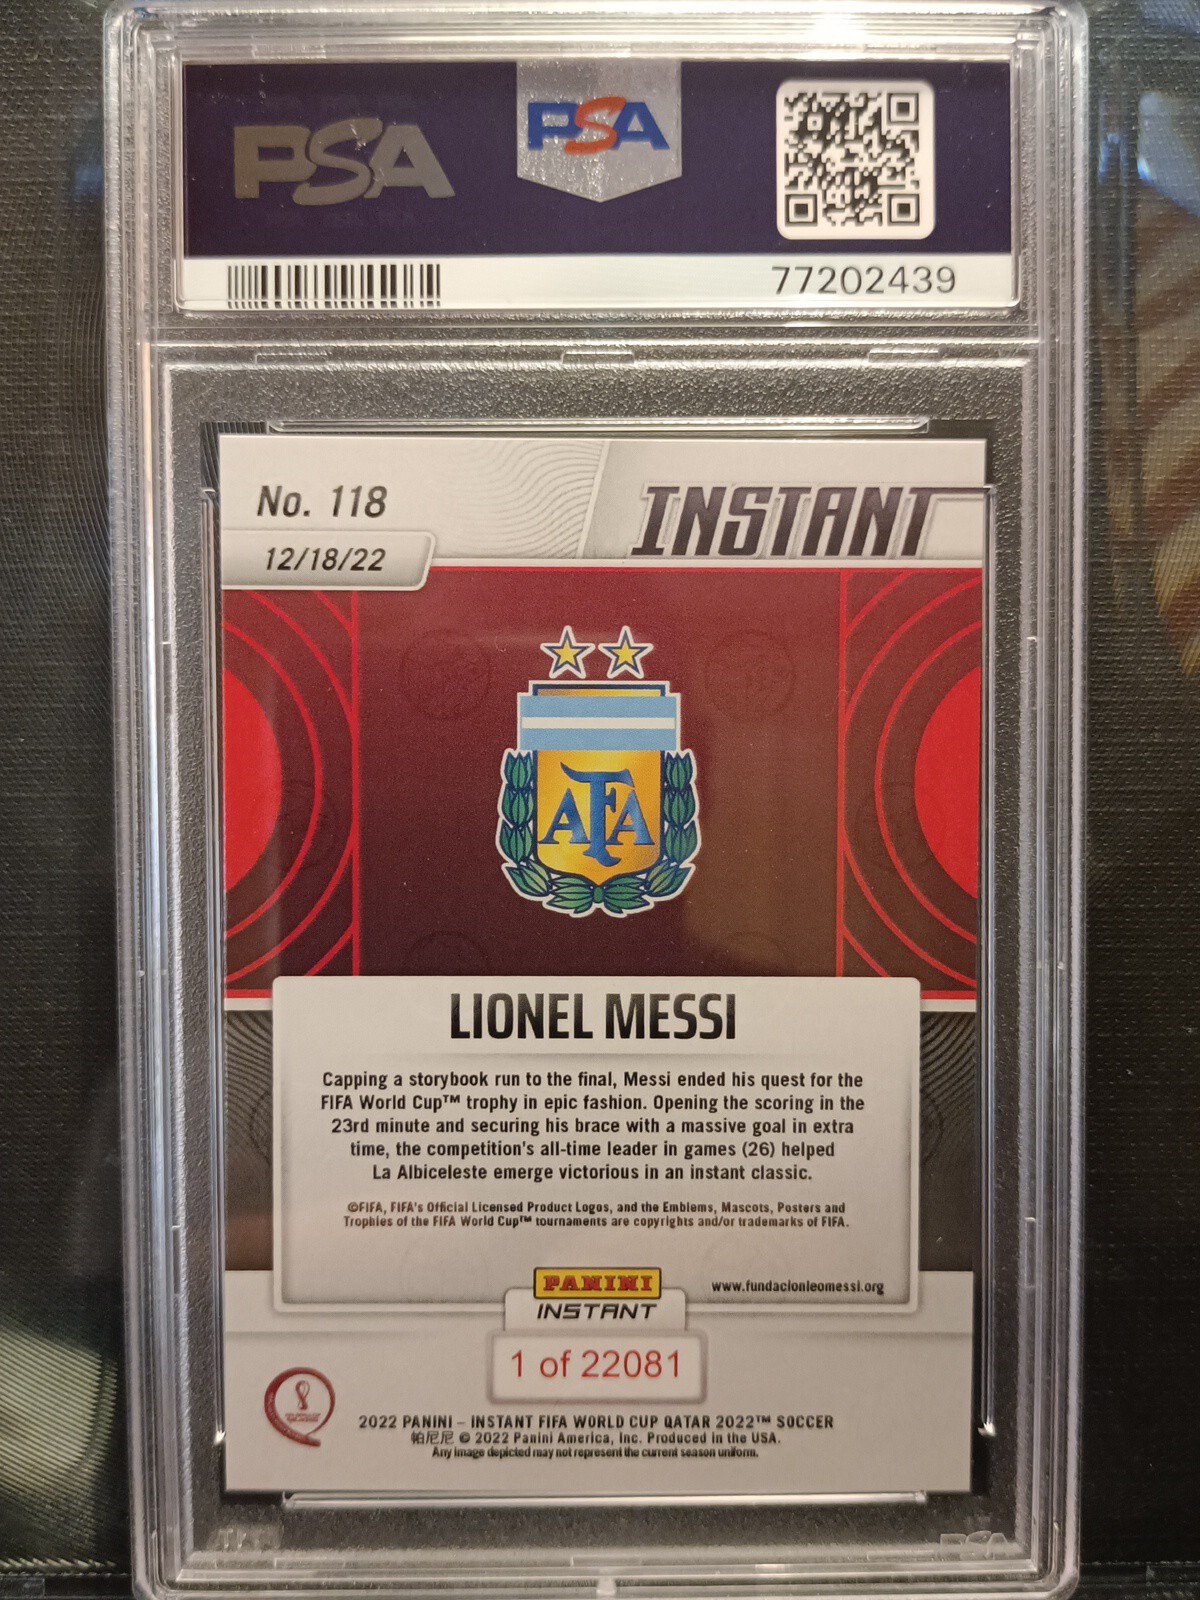 PSA
PSA
77202439
No. 118
INSTANT
12/18/22
AFA
LIONEL MESSI
Capping a storybook run to the final, Messi ended his quest for the
FIFA World Cup™ trophy in epic fashion. Opening the scoring in the
23rd minute and securing his brace with a massive goal in extra
time, the competition's all-time leader in games (26) helped
La Albiceleste emerge victorious in an instant classic.
©FIFA, FIFA's Official Licensed Product Logos, and the Emblems, Mascots, Posters and
Trophies of the FIFA World Cup™ tournaments are copyrights and/or trademarks of FIFA.
PANINI
INSTANT
www.fundacionleomessi.org
1 of 22081
2022 PANINI – INSTANT FIFA WORLD CUP QATAR 2022™ SOCCER
帕尼尼 © 2022 Panini America, Inc. Produced in the USA.
Any image depicted may not represent the current season uniform.
PSA